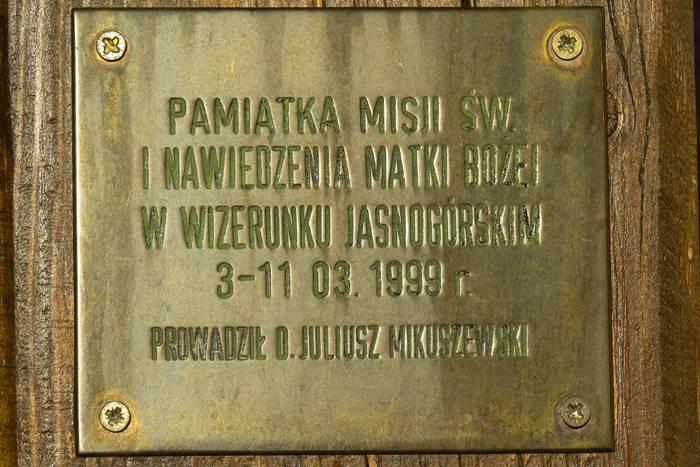 PAMIĄTKA MISJI ŚW.
I NAWIEDZENIA MATKI BOŻEJ
W WIZERUNKU JASNOGÓRSKIM
3-11 03. 1999 r.
PROWADZIŁ O. JULIUSZ MIKUSZEWSKI